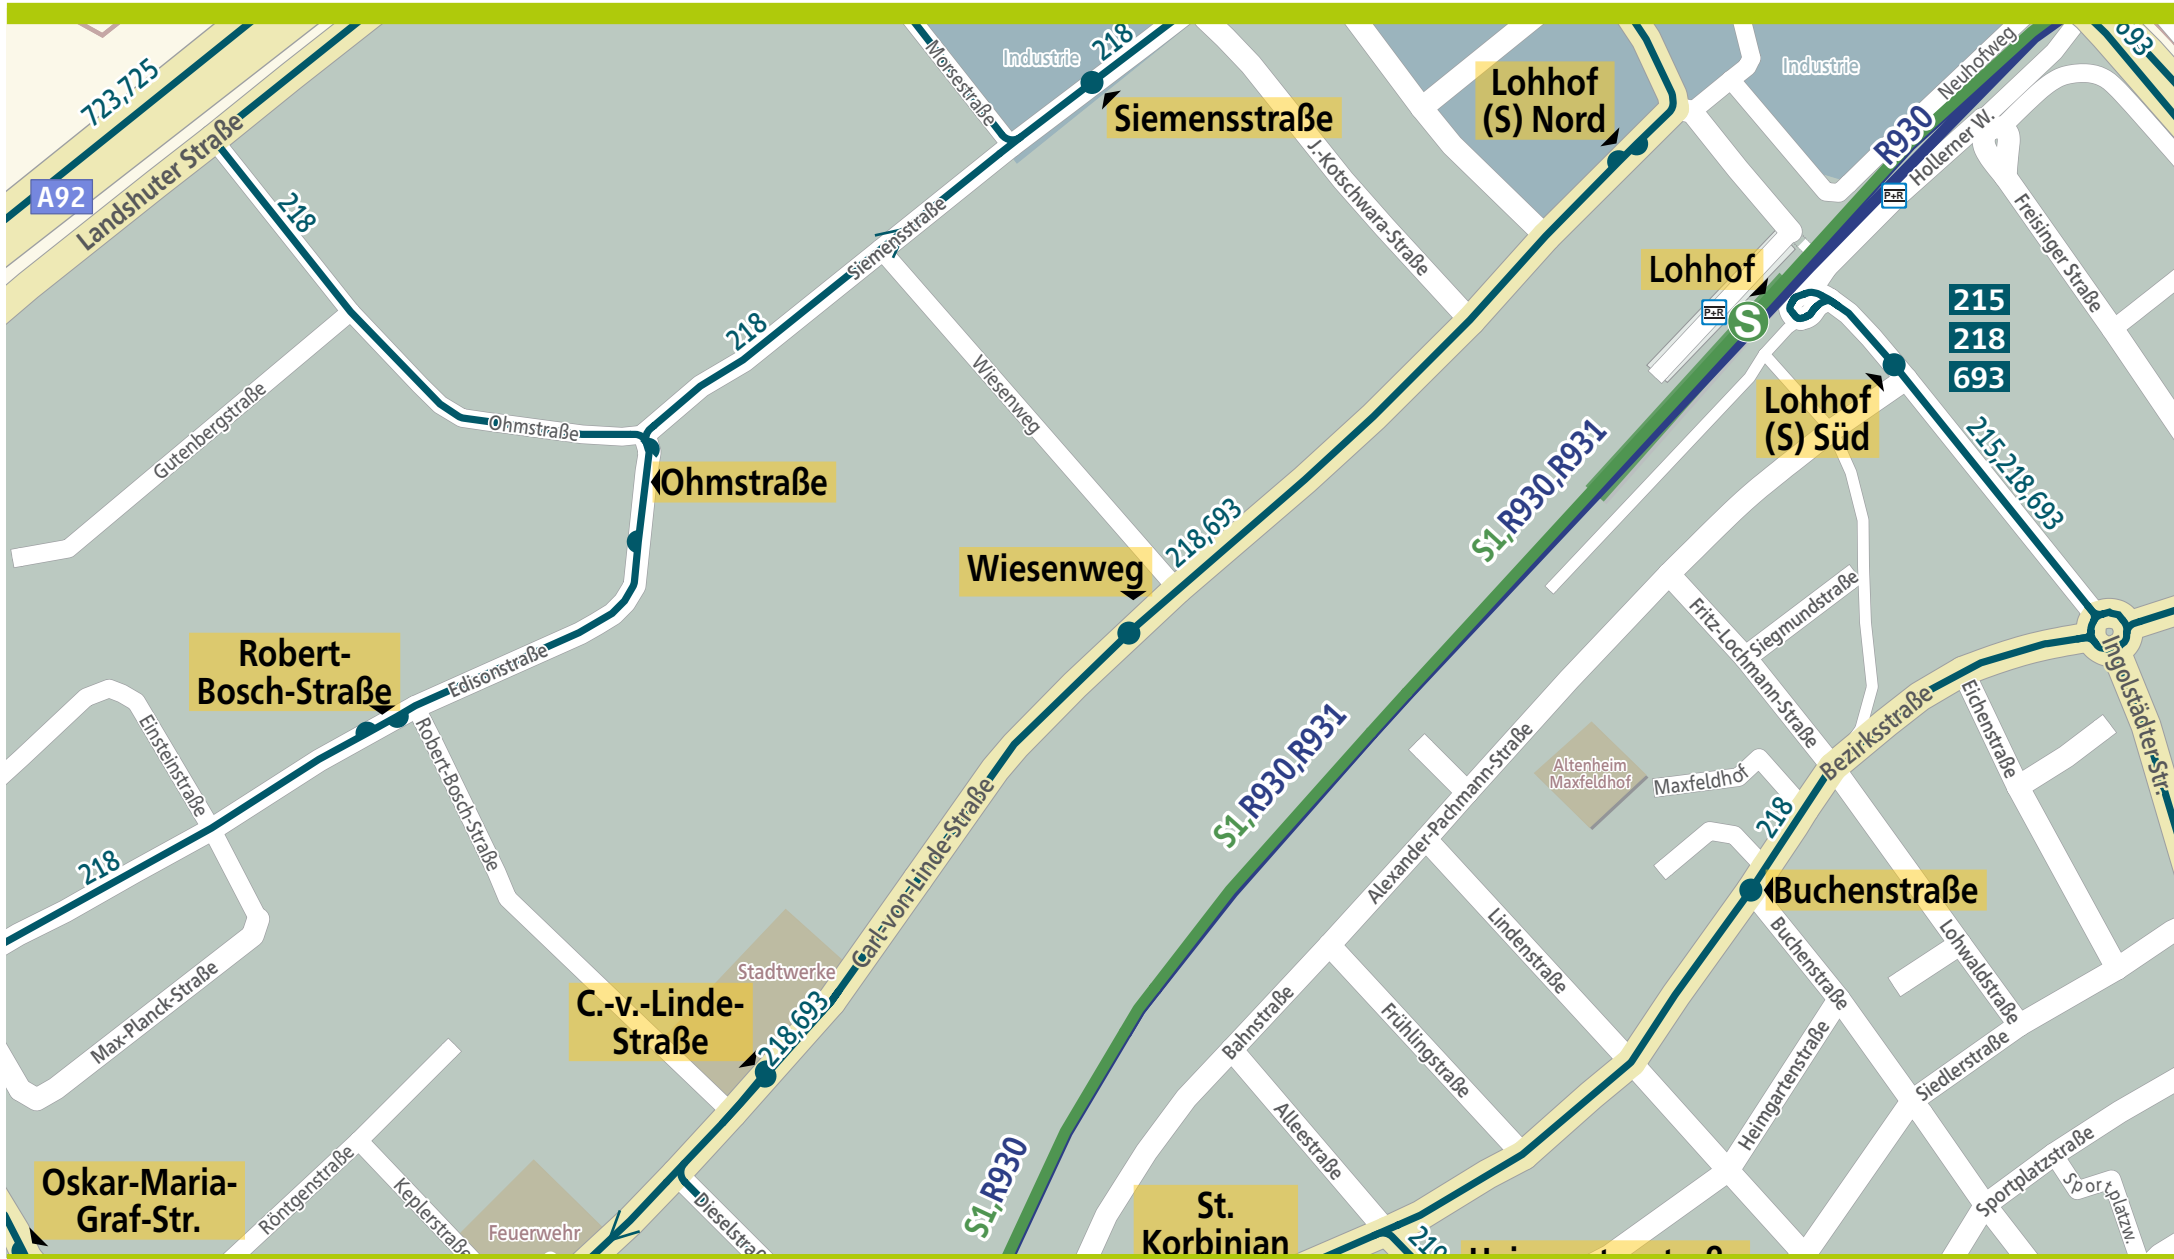 723,725
A92
Landshuter Straße
218
Morsestraße
Industrie
218
Siemensstraße
J.-Kotschwara-Straße
Lohhof
(S) Nord
Industrie
Neuhofweg
693
R930
Hollerner W.
P+R
Freisinger Straße
Lohhof
P+R
S
215
218
693
Lohhof
(S) Süd
215,218,693
Siemensstraße
218
Wiesenweg
Gutenbergstraße
Ohmstraße
Ohmstraße
S1,R930,R931
218,693
Wiesenweg
Fritz-Lochmann-Straße
Siegmundstraße
Ingolstädter Str.
Robert-
Bosch-Straße
Edisonstraße
Einsteinstraße
Robert-Bosch-Straße
218
Max-Planck-Straße
S1,R930,R931
Alexander-Pachmann-Straße
Altenheim
Maxfeldhof
Maxfeldhof
Bezirksstraße
Eichenstraße
218
Buchenstraße
Buchenstraße
Lohwaldstraße
Lindenstraße
Carl-von-Linde-Straße
Stadtwerke
C.-v.-Linde-
Straße
218,693
Bahnstraße
Frühlingstraße
Alleestraße
Heimgartenstraße
Siedlerstraße
Sportplatzstraße
Sportplatzw.
S1,R930
Oskar-Maria-
Graf-Str.
Röntgenstraße
Keplerstraße
Feuerwehr
Dieselstraße
St.
Korbinian